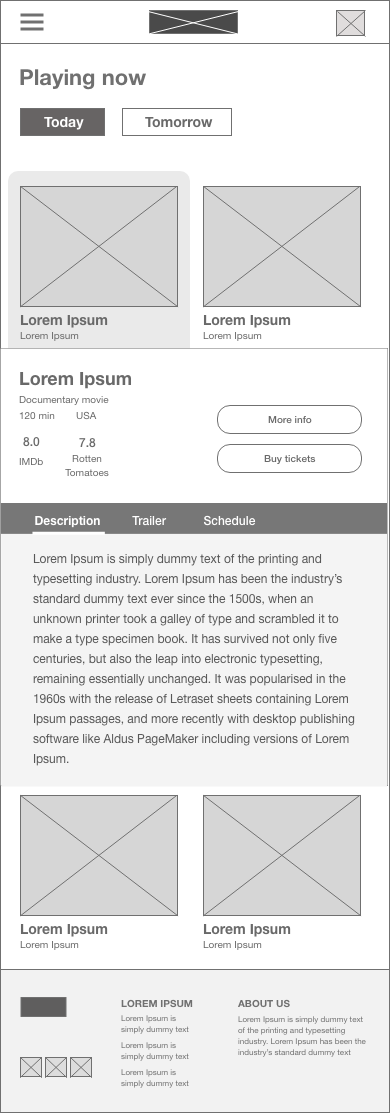 Playing now
Today
Tomorrow
Lorem Ipsum
Lorem Ipsum
Lorem Ipsum
Lorem Ipsum
Lorem Ipsum
Documentary movie
120 min USA
8.0 7.8
IMDb Rotten
Tomatoes
More info
Buy tickets
Description Trailer Schedule
Lorem Ipsum is simply dummy text of the printing and
typesetting industry. Lorem Ipsum has been the industry's
standard dummy text ever since the 1500s, when an
unknown printer took a galley of type and scrambled it to
make a type specimen book. It has survived not only five
centuries, but also the leap into electronic typesetting,
remaining essentially unchanged. It was popularised in the
1960s with the release of Letraset sheets containing Lorem
Ipsum passages, and more recently with desktop publishing
software like Aldus PageMaker including versions of Lorem
Ipsum.
Lorem Ipsum
Lorem Ipsum
Lorem Ipsum
Lorem Ipsum
LOREM IPSUM
Lorem Ipsum is
simply dummy text
Lorem Ipsum is
simply dummy text
Lorem Ipsum is
simply dummy text
ABOUT US
Lorem Ipsum is simply dummy text
of the printing and typesetting
industry. Lorem Ipsum has been the
industry's standard dummy text